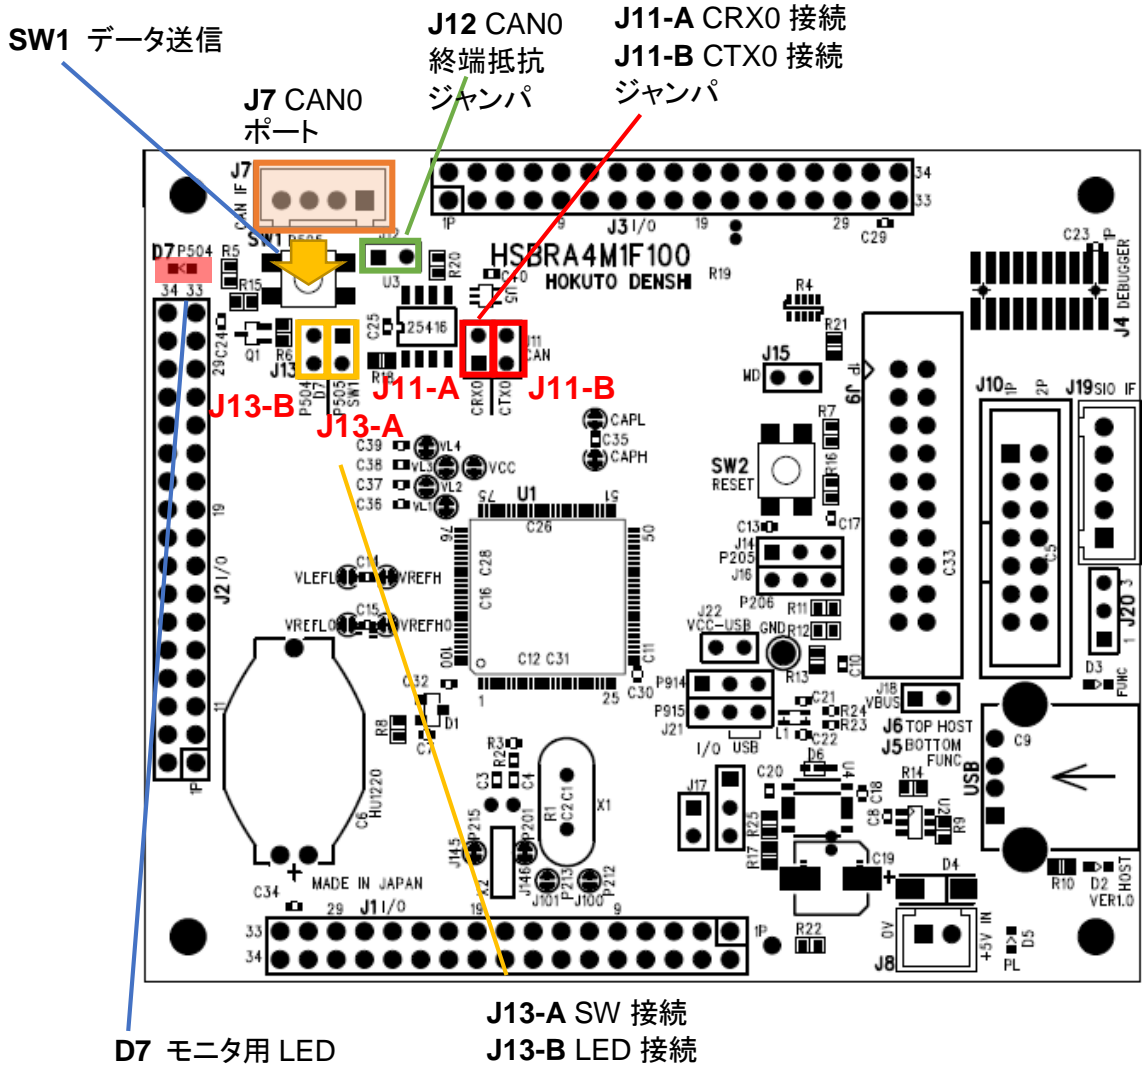 SW1 データ送信
J12 CAN0
終端抵抗
ジャンパ
J11-A CRX0 接続
J11-B CTX0 接続
ジャンパ
J7 CAN0
ポート
J7
CAN IF
SW1
D7 P504
R5
34 33
R15
U3
R20
C40
U5
HSBRA4M1F100
HOKUTO DENSHI
1P
9
J3 I/O
19
29
34
33
C29
R19
C23
1P
J4 DEBUGGER
R4
R21
C24
29
Q1
R6
C25
25416
R18
J13
P504
D7
P505
SW1
J11
CAN
CRX0
CTX0
J13-B
J13-A
J11-A
J11-B
J15
MD
1P
J9
J10
1P
2P
J19 SIO IF
CAPL
C35
CAPH
R7
R16
SW2
RESET
C39
C38
C37
C36
VL4
VL3
VL2
VL1
VCC
U1
75
51
C26
76
50
C28
C16
C12 C31
100
1
25
C11
C30
C13
C17
J14
P205
J16
P206
C33
C5
J20
3
1
19
J2 I/O
11
1P
C14
VLEFL
VREFH
C15
VREFL0
VREFH0
R11
R12
J22
VCC-USB
GND
R13
C10
D3
FUNC
C32
D1
R8
C7
P914
P915
J21
I/O
USB
C21
L1
C22
R24
R23
J18
VBUS
J6 TOP HOST
J5 BOTTOM
FUNC
C9
USB
C6
HU1220
R3
R2
C3
C4
R1
C2 C1
X1
D6
C20
U4
C18
R14
C8
U2
R9
J17
R25
R17
C19
D4
R10
D2
HOST
VER1.0
P215
J145
P201
J146
X2
P213
J101
P212
J100
C34
MADE IN JAPAN
29
J1 I/O
19
9
33
34
1P
R22
0V
J8
+5V IN
D5
PL
J13-A SW 接続
J13-B LED 接続
D7 モニタ用 LED